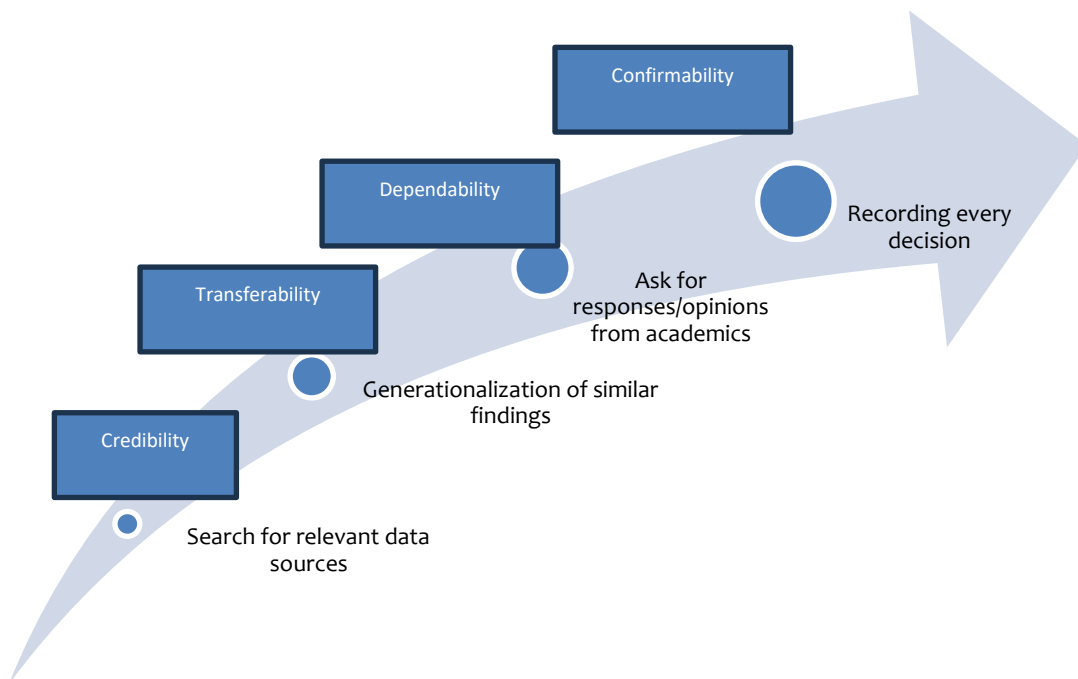 Confirmability
Recording every
decision
Dependability
Ask for
responses/opinions
from academics
Transferability
Generationalization of similar
findings
Credibility
Search for relevant data
sources